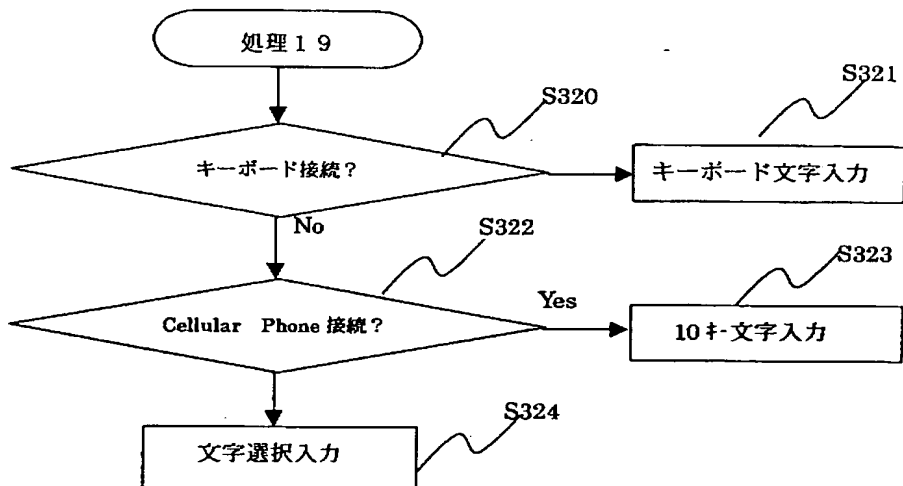 処理19
S320
S321
キーボード接続?
キーボード文字入力
No
S322
S323
Cellular Phone 接続?
Yes
10ｷｰ文字入力
S324
文字選択入力